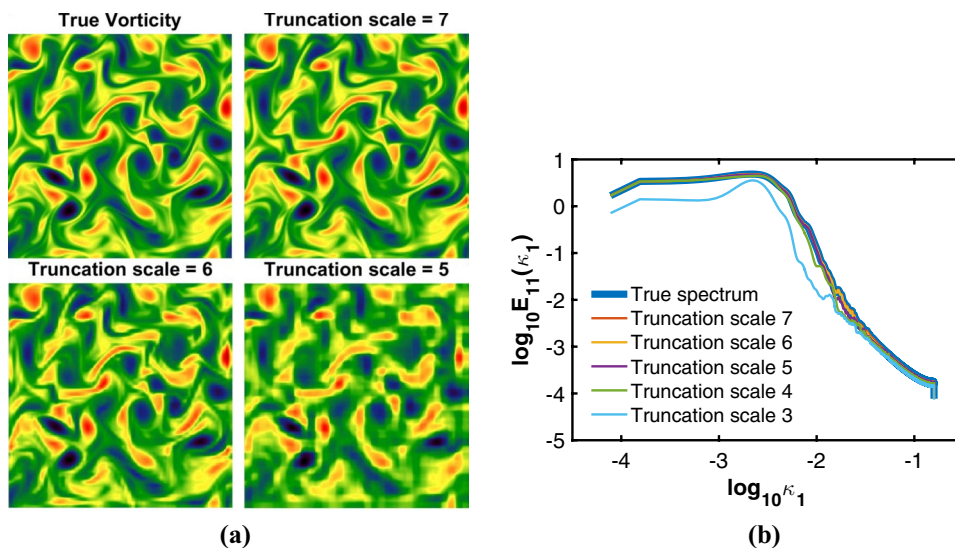 True Vorticity
Truncation scale = 7
Truncation scale = 6
Truncation scale = 5
(a)
log10E11(κ1)
1
0
-1
-2
-3
-4
-5
True spectrum
Truncation scale 7
Truncation scale 6
Truncation scale 5
Truncation scale 4
Truncation scale 3
-4 -3 -2 -1
log10κ1
(b)